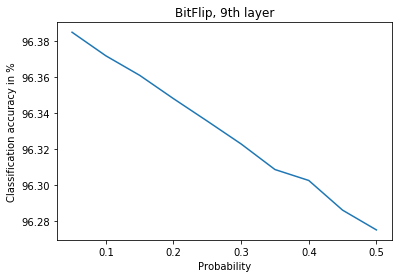 BitFlip, 9th layer
Classification accuracy in %
96.38
96.36
96.34
96.32
96.30
96.28
0.1 0.2 0.3 0.4 0.5
Probability